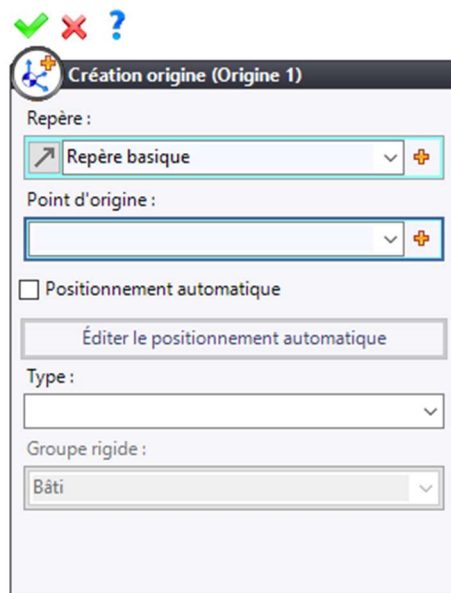 ?
Création origine (Origine 1)
Repère :
Repère basique
Point d'origine :
Positionnement automatique
Éditer le positionnement automatique
Type :
Groupe rigide :
Bâti